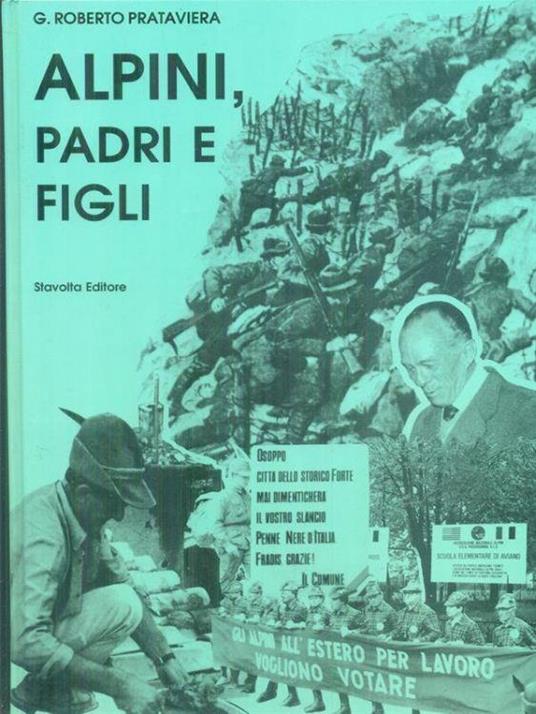 G. ROBERTO PRATAVIERA
ALPINI,
PADRI E
FIGLI
Stavolta Editore
OSOPPO
CITTÀ DELLO STORICO FORTE
MAI DIMENTICHERÀ
IL VOSTRO SLANCIO
PENNE NERE D'ITALIA
FRADIS GRAZIE!
IL COMUNE
SCUOLA ELEMENTARE DI AVIANO
GLI ALPINI ALL'ESTERO PER LAVORO
VOGLIONO VOTARE